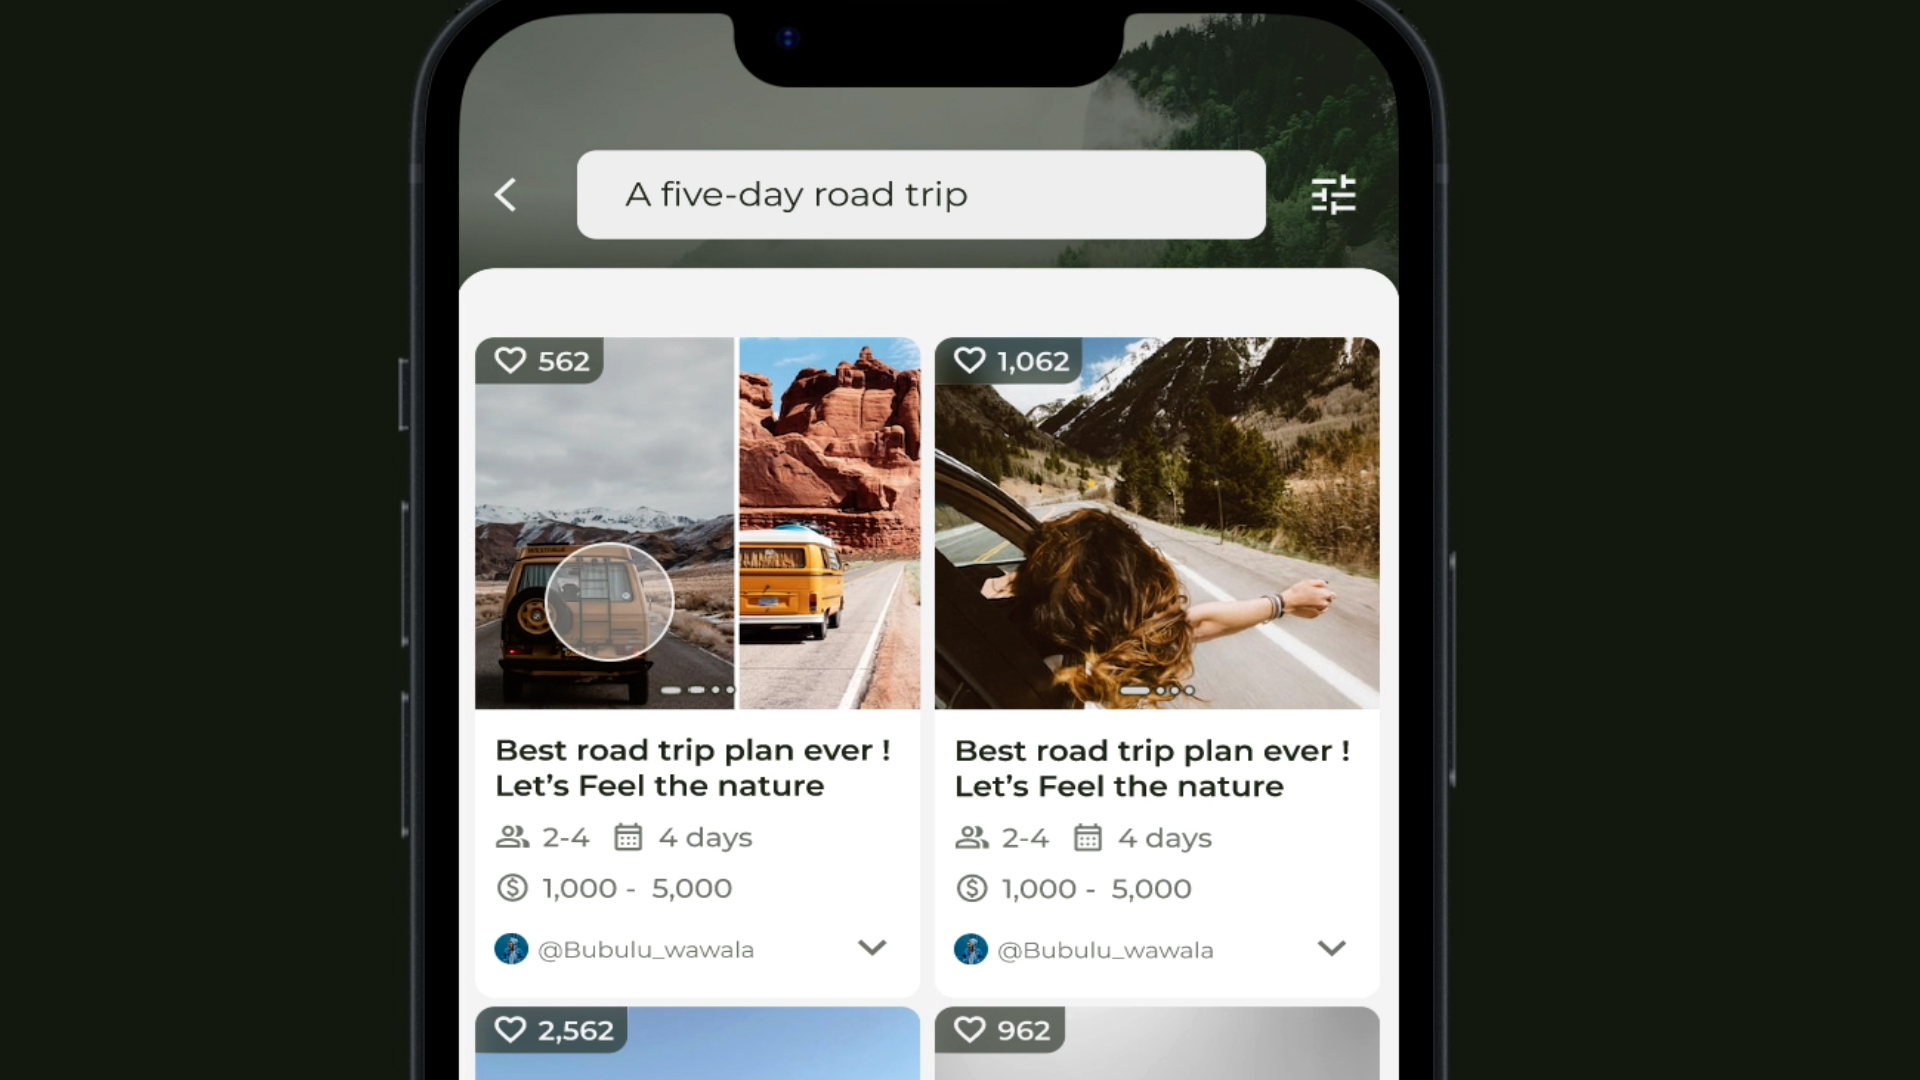 A five-day road trip
562
1,062
Best road trip plan ever !
Let's Feel the nature
2-4 4 days
1,000 - 5,000
@Bubulu_wawala
Best road trip plan ever !
Let's Feel the nature
2-4 4 days
1,000 - 5,000
@Bubulu_wawala
2,562
962